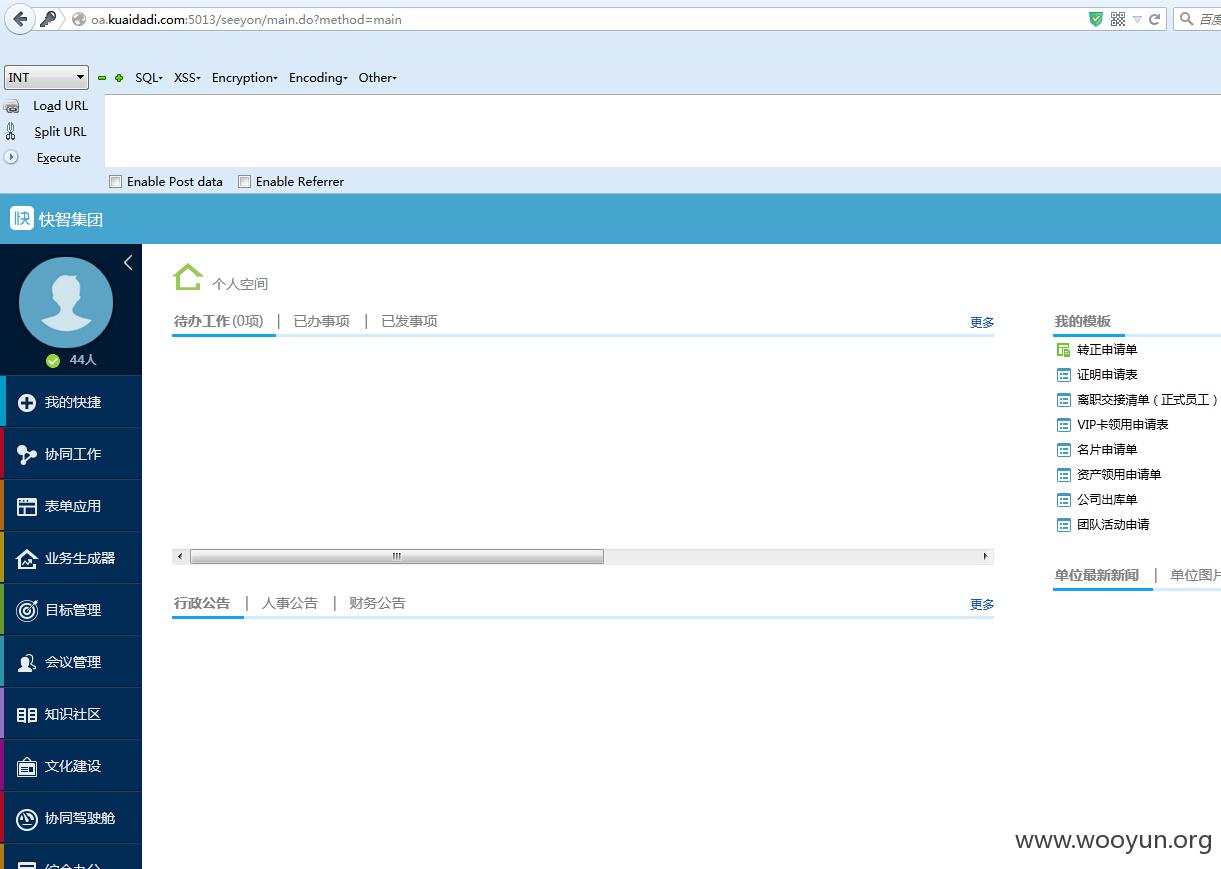 oa.kuaidadi.com:5013/seeyon/main.do?method=main
百度
INT
SQL
XSS
Encryption
Encoding
Other
Load URL
Split URL
Execute
Enable Post data
Enable Referrer
快 快智集团
44人
我的快捷
协同工作
表单应用
业务生成器
目标管理
会议管理
知识社区
文化建设
协同驾驶舱
综合办公
个人空间
待办工作(0项) | 已办事项 | 已发事项
更多
行政公告 | 人事公告 | 财务公告
更多
我的模板
转正申请单
证明申请表
离职交接清单（正式员工）
VIP卡领用申请表
名片申请单
资产领用申请单
公司出库单
团队活动申请
单位最新新闻 | 单位图片
www.wooyun.org